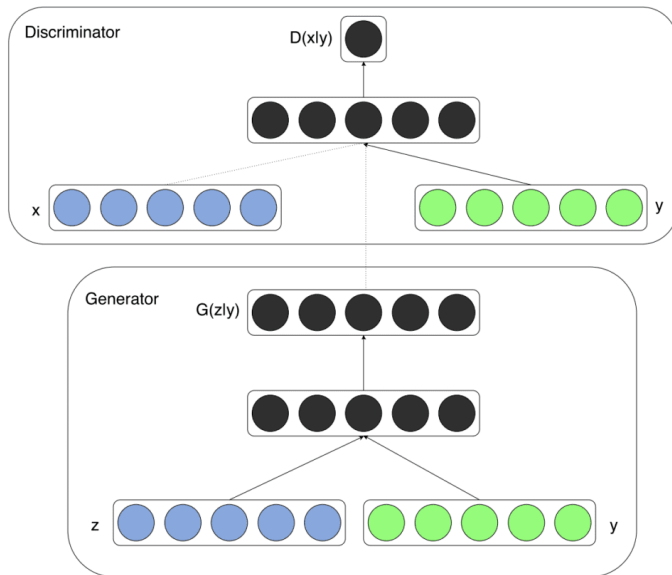 Discriminator
D(x|y)
x
y
Generator
G(z|y)
z
y